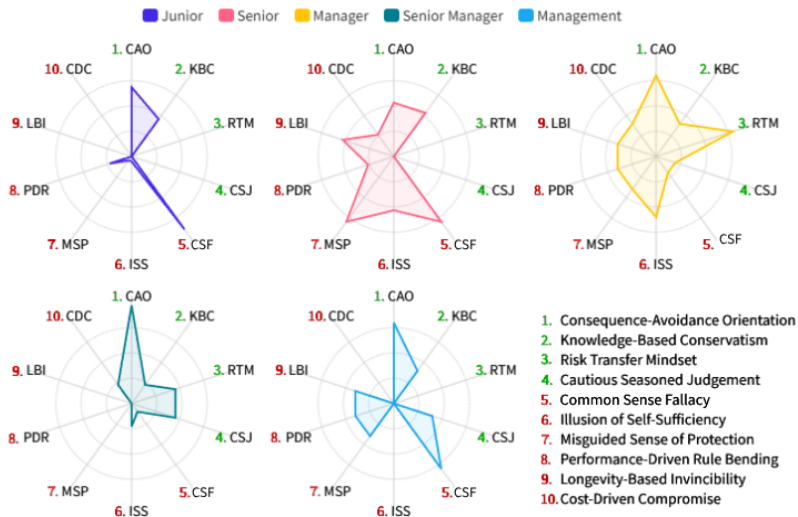 Junior Senior Manager Senior Manager Management
1. CAO
10. CDC 2. KBC
9. LBI 3. RTM
8. PDR 4. CSJ
7. MSP 5. CSF
6. ISS
1. CAO
10. CDC 2. KBC
9. LBI 3. RTM
8. PDR 4. CSJ
7. MSP 5. CSF
6. ISS
1. CAO
10. CDC 2. KBC
9. LBI 3. RTM
8. PDR 4. CSJ
7. MSP 5. CSF
6. ISS
1. CAO
10. CDC 2. KBC
9. LBI 3. RTM
8. PDR 4. CSJ
7. MSP 5. CSF
6. ISS
1. CAO
10. CDC 2. KBC
9. LBI 3. RTM
8. PDR 4. CSJ
7. MSP 5. CSF
6. ISS
1. Consequence-Avoidance Orientation
2. Knowledge-Based Conservatism
3. Risk Transfer Mindset
4. Cautious Seasoned Judgement
5. Common Sense Fallacy
6. Illusion of Self-Sufficiency
7. Misguided Sense of Protection
8. Performance-Driven Rule Bending
9. Longevity-Based Invincibility
10. Cost-Driven Compromise